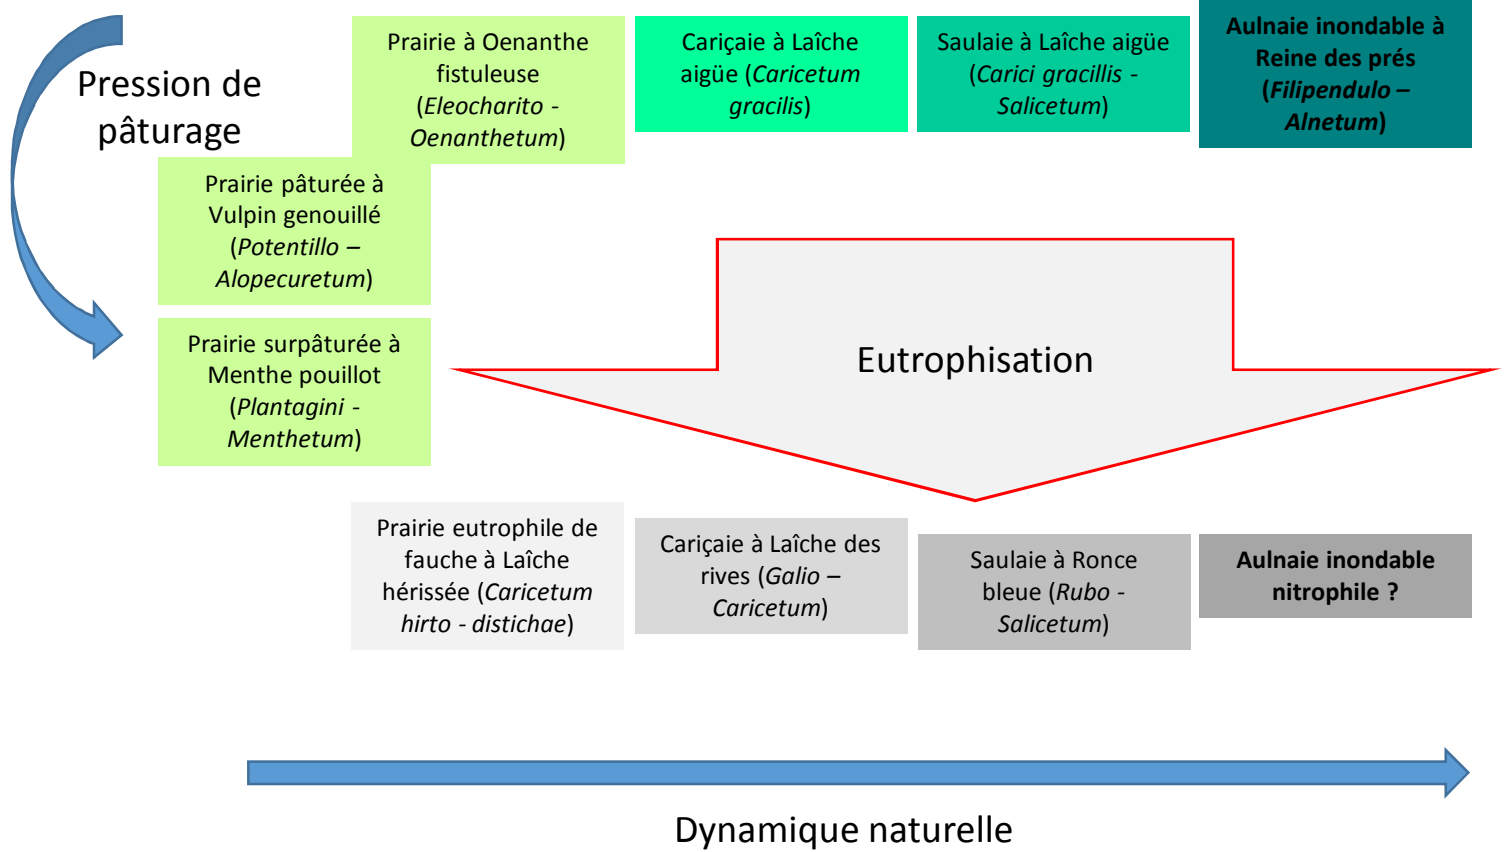 Pression de
pâturage
Prairie à Oenanthe
fistuleuse
(Eleocharito -
Oenanthetum)
Cariçaie à Laîche
aigüe (Caricetum
gracilis)
Saulaie à Laîche aigüe
(Carici gracillis -
Salicetum)
Aulnaie inondable à
Reine des prés
(Filipendulo –
Alnetum)
Prairie pâturée à
Vulpin genouillé
(Potentillo –
Alopecuretum)
Prairie surpâturée à
Menthe pouillot
(Plantagini -
Menthetum)
Eutrophisation
Prairie eutrophile de
fauche à Laîche
hérissée (Caricetum
hirto - distichae)
Cariçaie à Laîche des
rives (Galio –
Caricetum)
Saulaie à Ronce
bleue (Rubo -
Salicetum)
Aulnaie inondable
nitrophile ?
Dynamique naturelle